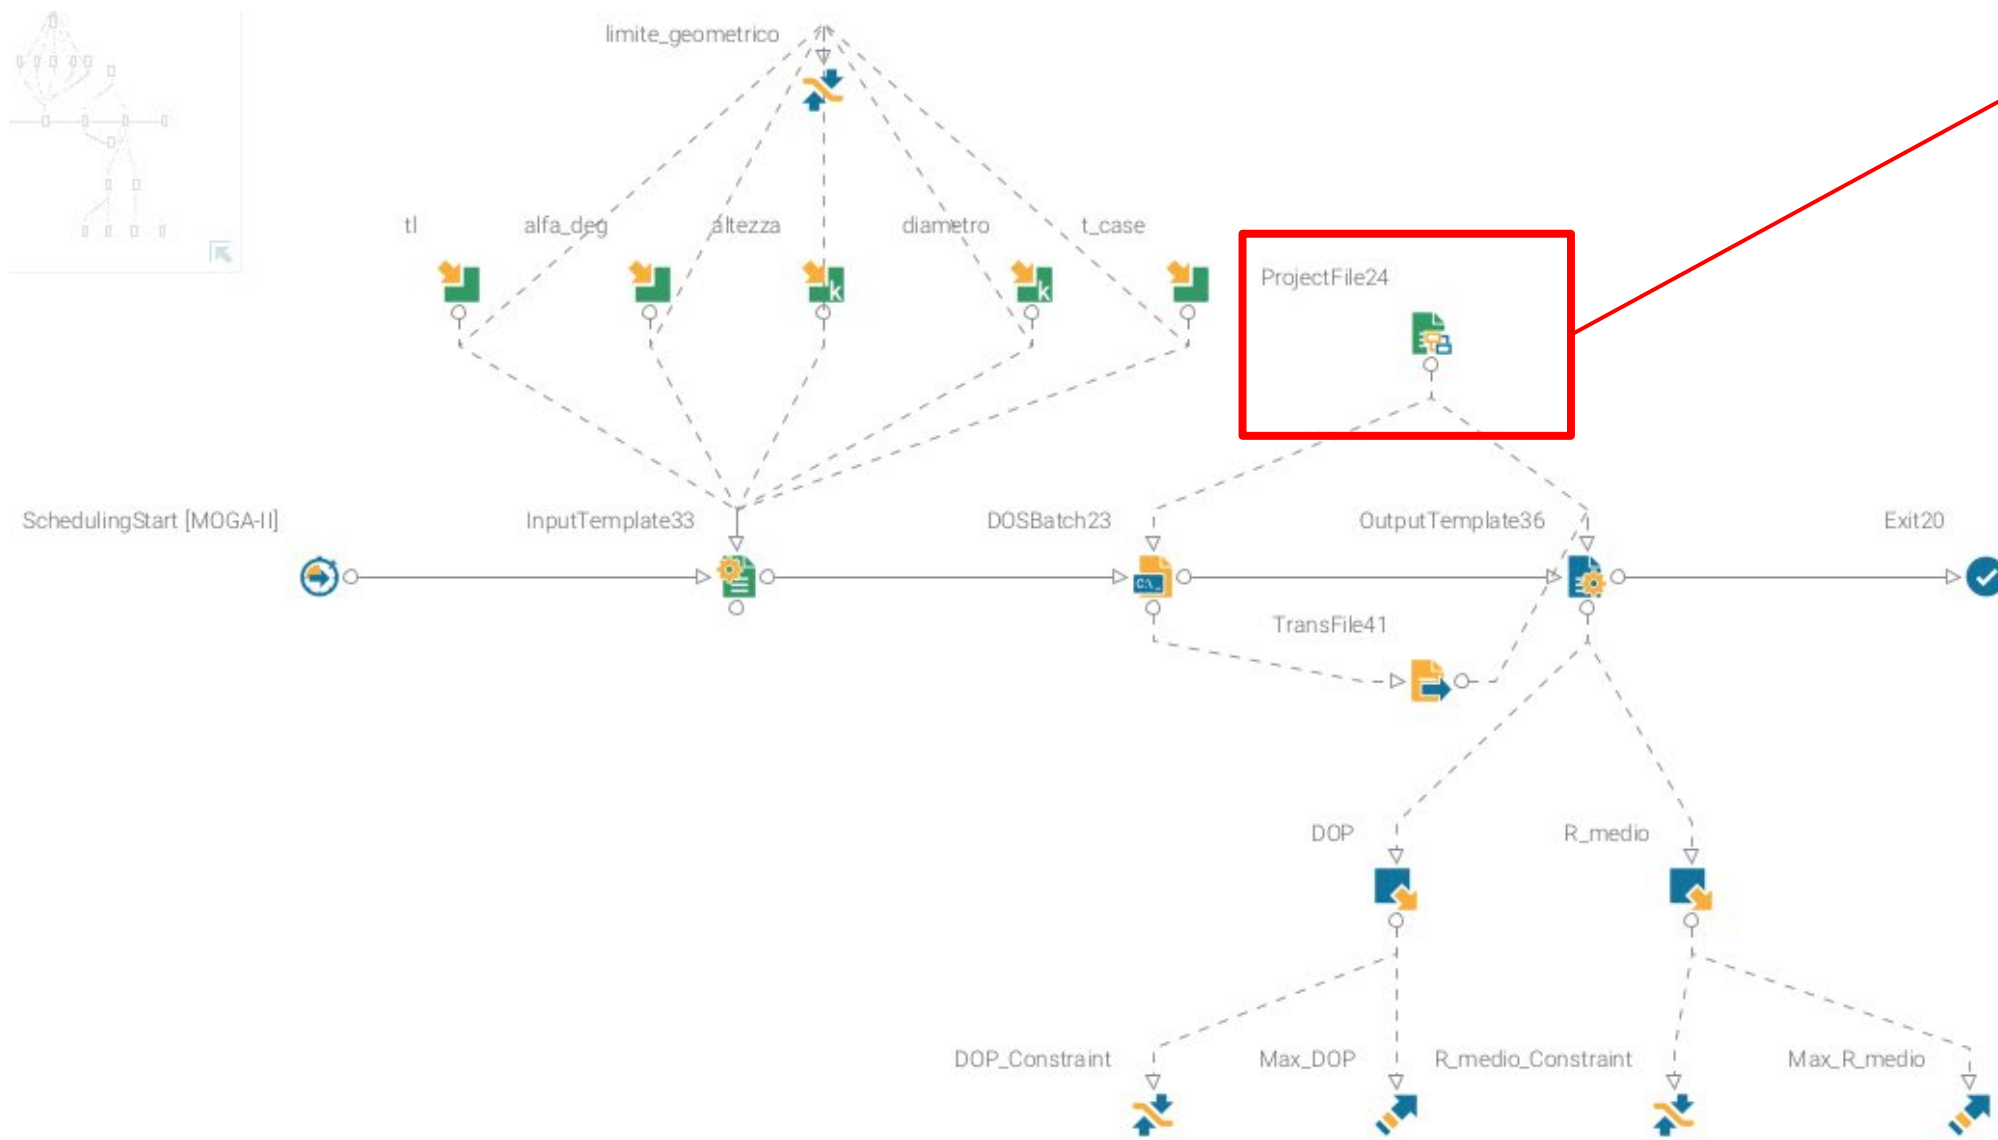 limite_geometrico
tl
alfa_deg
altezza
diametro
t_case
k
k
ProjectFile24
SchedulingStart [MOGA-II]
InputTemplate33
DOSBatch23
OutputTemplate36
Exit20
C:\_
TransFile41
DOP
R_medio
DOP_Constraint
Max_DOP
R_medio_Constraint
Max_R_medio